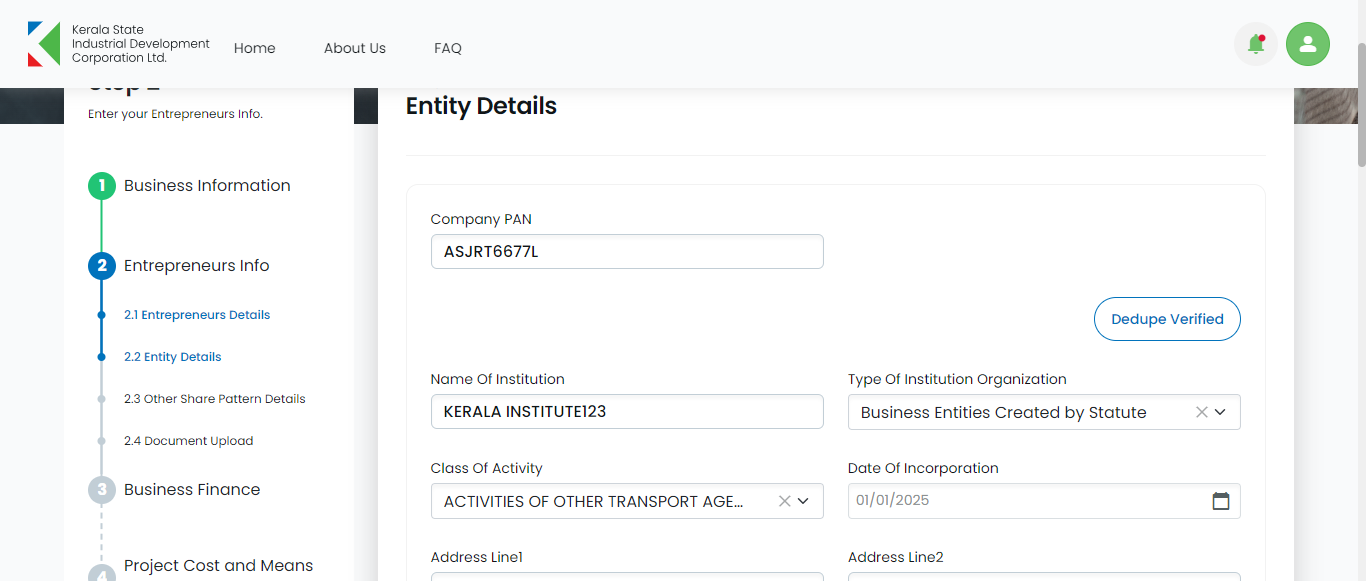 Kerala State
Industrial Development
Corporation Ltd.
Home
About Us
FAQ
Step 2
Enter your Entrepreneurs Info.
1 Business Information
2 Entrepreneurs Info
2.1 Entrepreneurs Details
2.2 Entity Details
2.3 Other Share Pattern Details
2.4 Document Upload
3 Business Finance
4 Project Cost and Means
Entity Details
Company PAN
ASJRT6677L
Dedupe Verified
Name Of Institution
KERALA INSTITUTE123
Type Of Institution Organization
Business Entities Created by Statute
Class Of Activity
ACTIVITIES OF OTHER TRANSPORT AGE...
Date Of Incorporation
01/01/2025
Address Line1
Address Line2